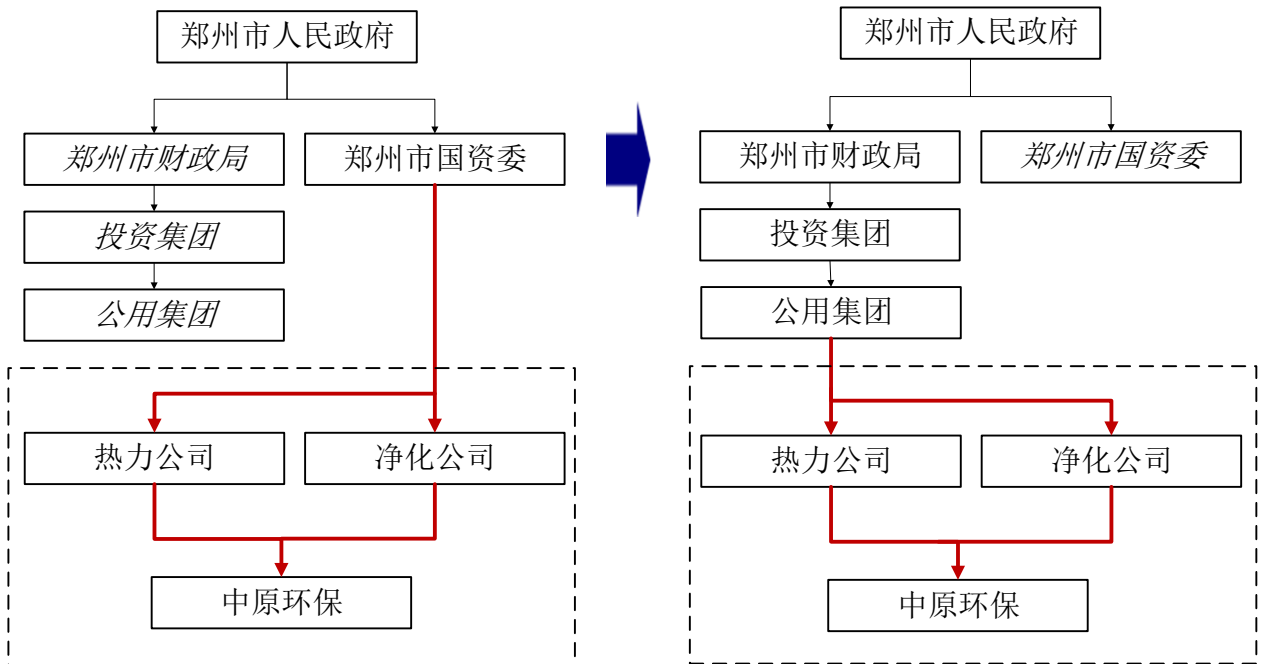 郑州市人民政府
郑州市财政局
郑州市国资委
投资集团
公用集团
热力公司
净化公司
中原环保
郑州市人民政府
郑州市财政局
郑州市国资委
投资集团
公用集团
热力公司
净化公司
中原环保